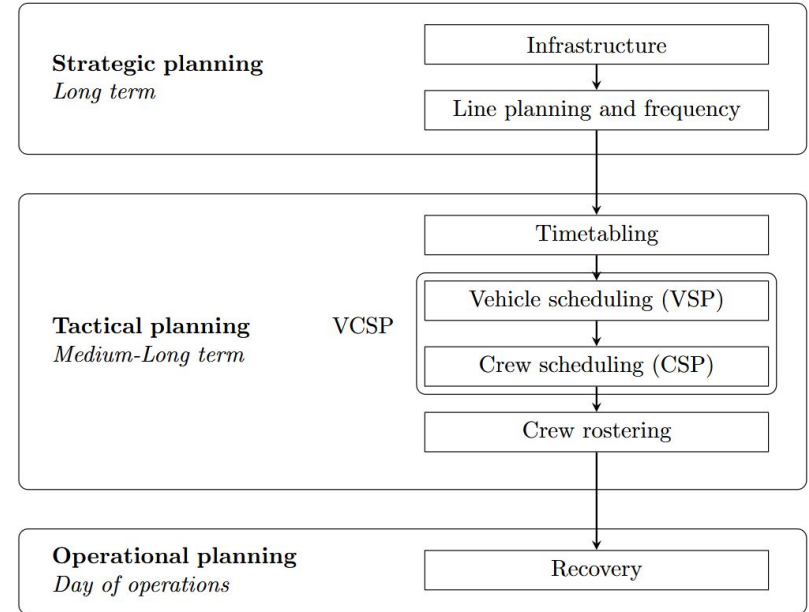 Strategic planning
Long term
Infrastructure
Line planning and frequency
Tactical planning
Medium-Long term
VCSP
Timetabling
Vehicle scheduling (VSP)
Crew scheduling (CSP)
Crew rostering
Operational planning
Day of operations
Recovery